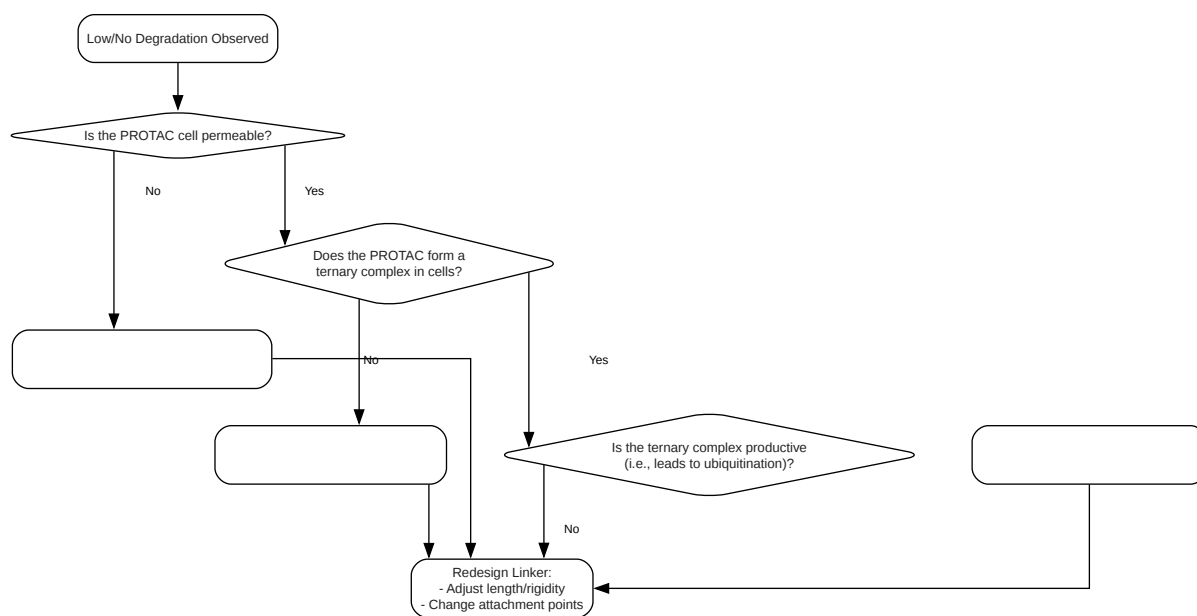 Low/No Degradation Observed
Is the PROTAC cell permeable?
No
Yes
Does the PROTAC form a
ternary complex in cells?
No
Yes
Is the ternary complex productive
(i.e., leads to ubiquitination)?
No
Redesign Linker:
- Adjust length/rigidity
- Change attachment points